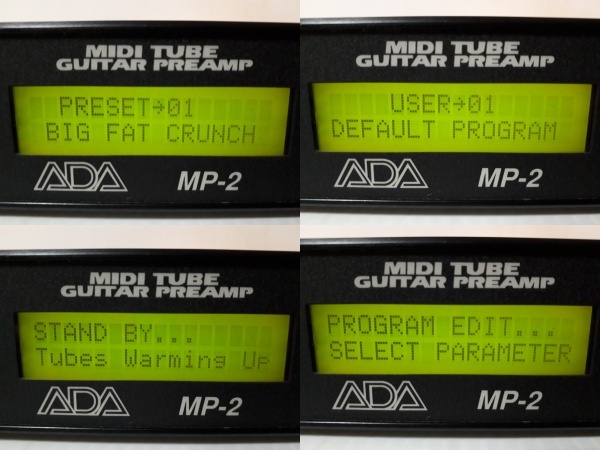 MIDI TUBE
GUITAR PREAMP
PRESET→01
BIG FAT CRUNCH
ADA MP-2
MIDI TUBE
GUITAR PREAMP
USER→01
DEFAULT PROGRAM
ADA MP-2
MIDI TUBE
GUITAR PREAMP
STAND BY...
Tubes Warming Up
ADA MP-2
MIDI TUBE
GUITAR PREAMP
PROGRAM EDIT...
SELECT PARAMETER
ADA MP-2